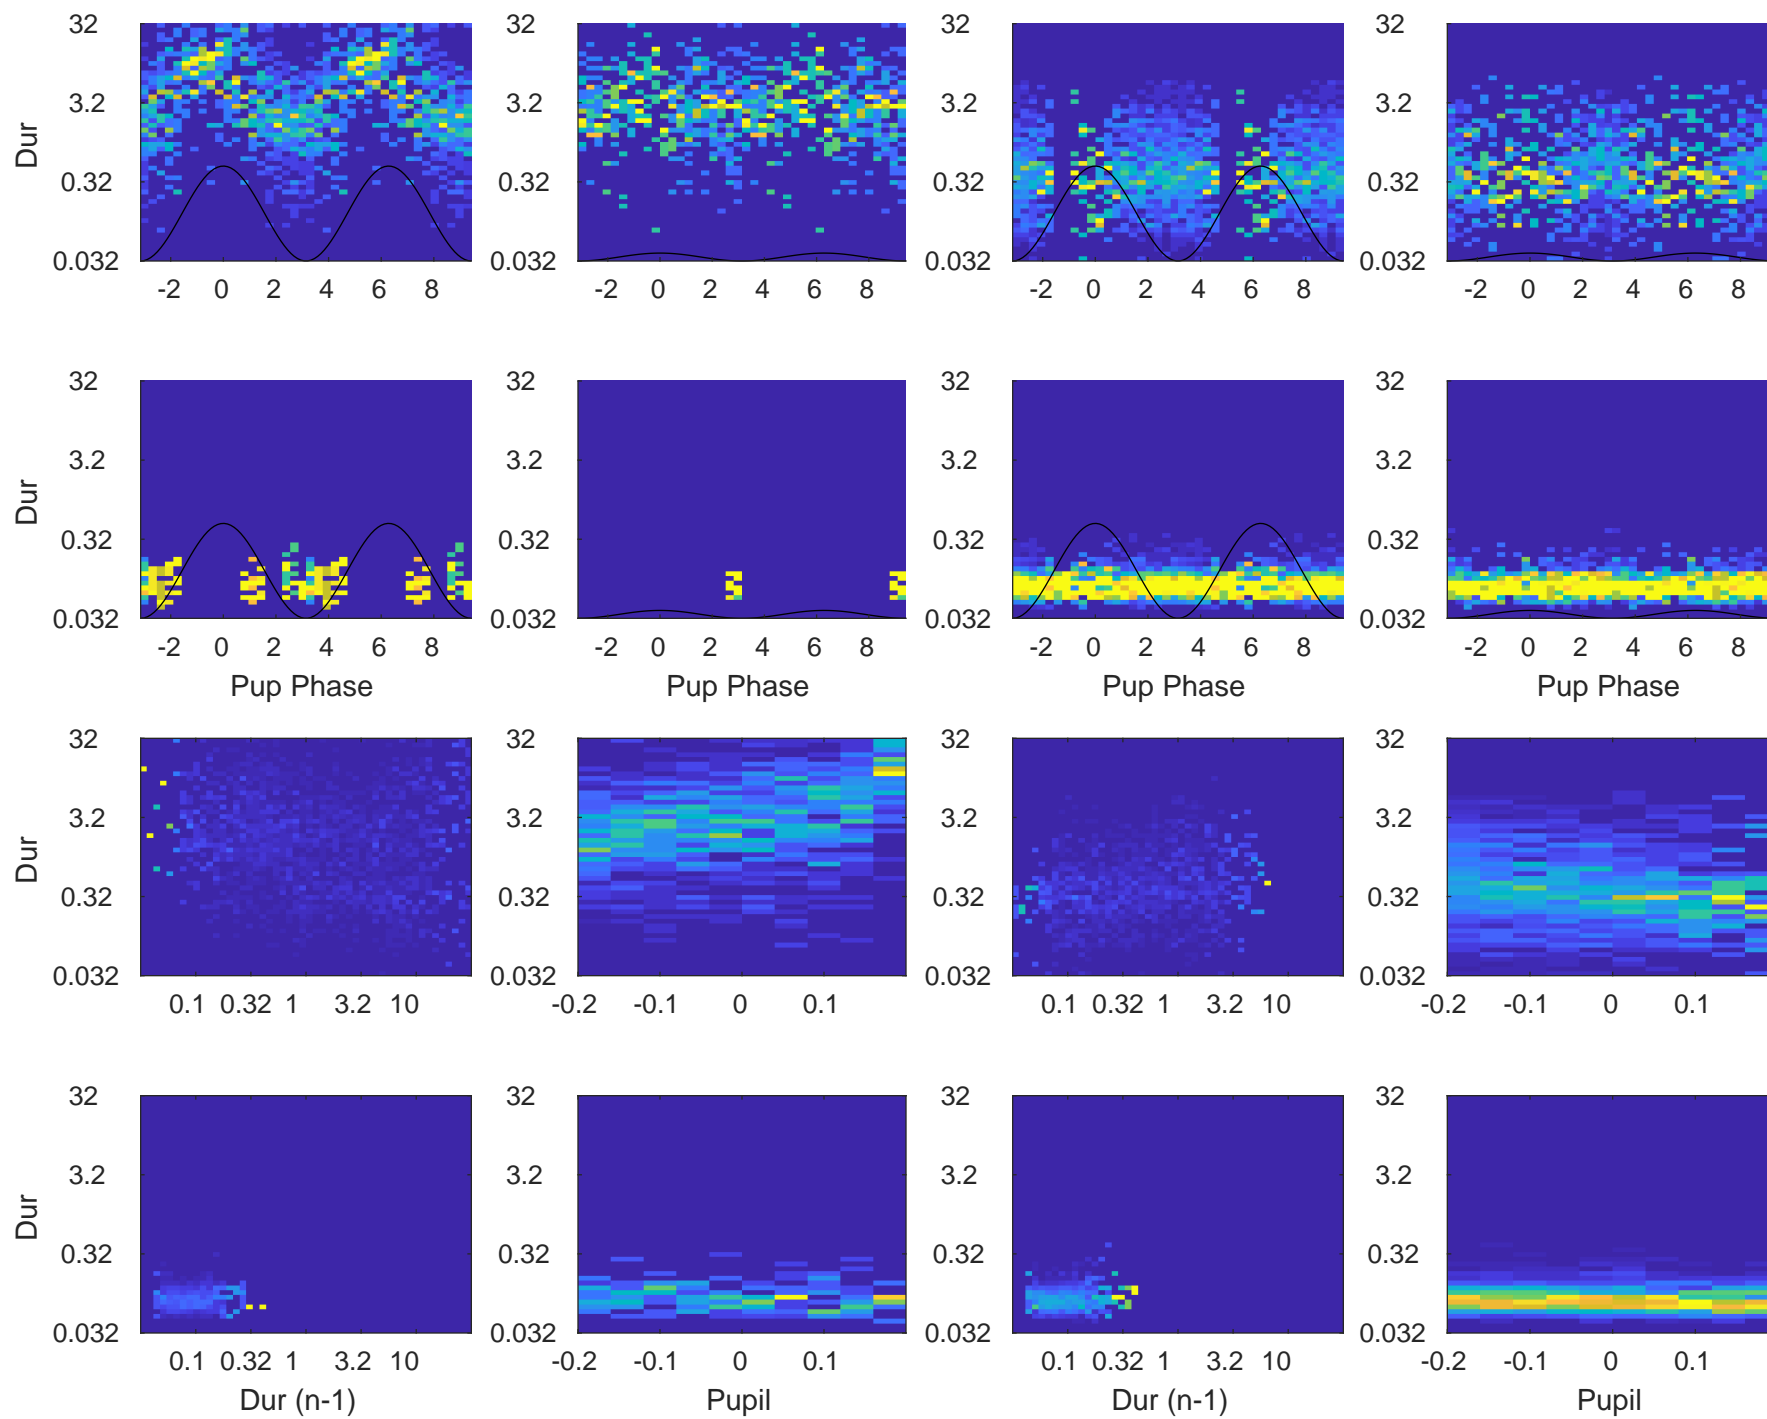 32 32 32 32
3.2 3.2 3.2 3.2
Dur
0.32 0.32 0.32 0.32
0.032 0.032 0.032 0.032
-2 0 2 4 6 8 -2 0 2 4 6 8 -2 0 2 4 6 8 -2 0 2 4 6 8
32 32 32 32
3.2 3.2 3.2 3.2
Dur
0.32 0.32 0.32 0.32
0.032 0.032 0.032 0.032
-2 0 2 4 6 8 -2 0 2 4 6 8 -2 0 2 4 6 8 -2 0 2 4 6 8
Pup Phase Pup Phase Pup Phase Pup Phase
32 32 32 32
3.2 3.2 3.2 3.2
Dur
0.32 0.32 0.32 0.32
0.032 0.032 0.032 0.032
0.1 0.32 1 3.2 10 -0.2 -0.1 0 0.1 0.1 0.32 1 3.2 10 -0.2 -0.1 0 0.1
32 32 32 32
3.2 3.2 3.2 3.2
Dur
0.32 0.32 0.32 0.32
0.032 0.032 0.032 0.032
0.1 0.32 1 3.2 10 -0.2 -0.1 0 0.1 0.1 0.32 1 3.2 10 -0.2 -0.1 0 0.1
Dur (n-1) Pupil Dur (n-1) Pupil